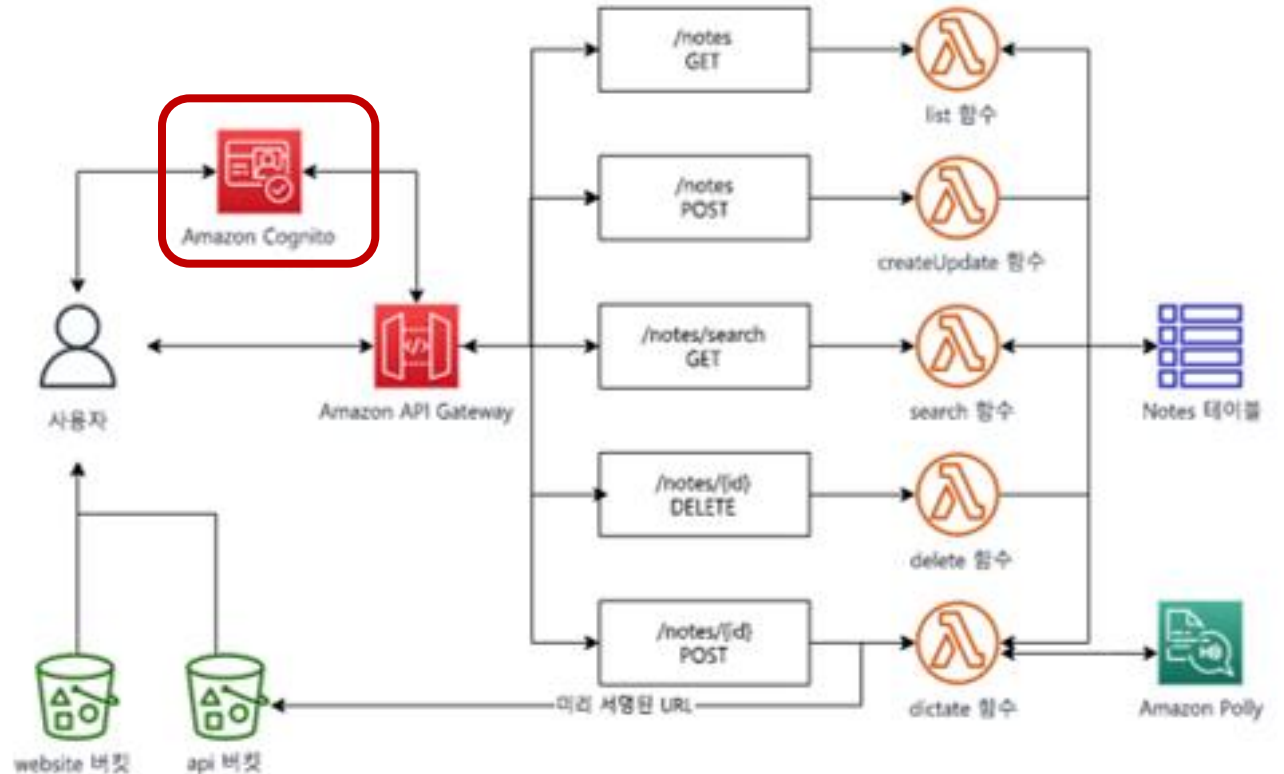 /notes
GET
list 함수
Amazon Cognito
/notes
POST
createUpdate 함수
/notes/search
GET
사용자
Amazon API Gateway
search 함수
Notes 테이블
/notes/{id}
DELETE
delete 함수
/notes/{id}
POST
미리 서명된 URL
dictate 함수
Amazon Polly
website 버킷
api 버킷